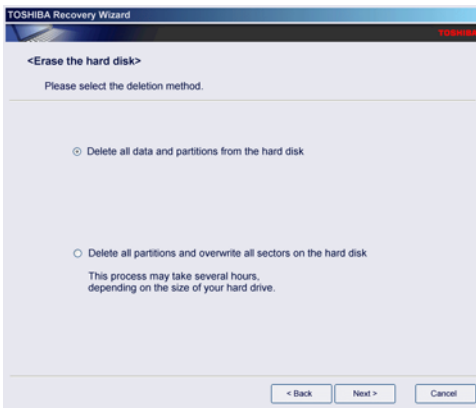 TOSHIBA Recovery Wizard
TOSHIBA
<Erase the hard disk>
Please select the deletion method.
Delete all data and partitions from the hard disk
Delete all partitions and overwrite all sectors on the hard disk
This process may take several hours,
depending on the size of your hard drive.
< Back Next > Cancel